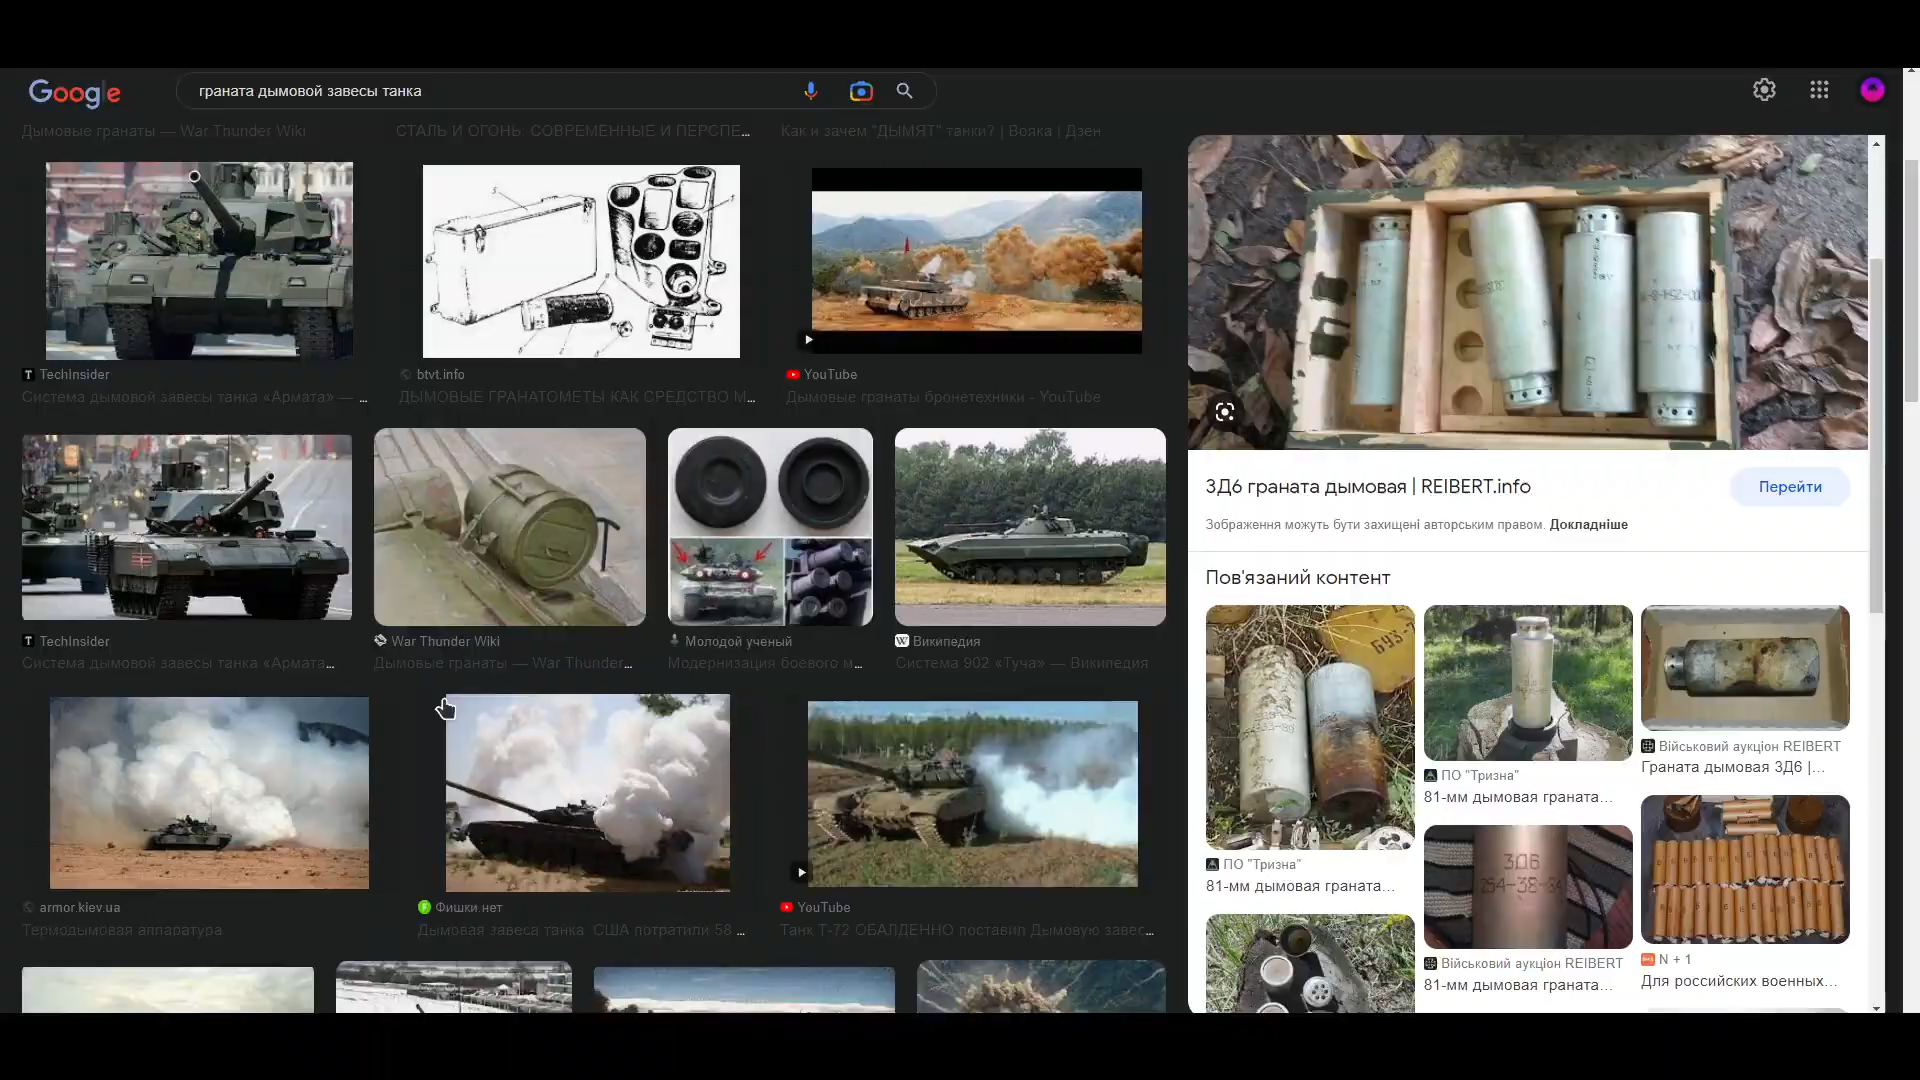 Google
граната дымовой завесы танка
Дымовые гранаты — War Thunder Wiki
СТАЛЬ И ОГОНЬ: СОВРЕМЕННЫЕ И ПЕРСПЕ...
Как и зачем "ДЫМЯТ" танки? | Вояка | Дзен
TechInsider
Система дымовой завесы танка «Армата» — ...
btvt.info
ДЫМОВЫЕ ГРАНАТОМЕТЫ КАК СРЕДСТВО М...
YouTube
Дымовые гранаты бронетехники - YouTube
TechInsider
Система дымовой завесы танка «Армата...
War Thunder Wiki
Дымовые гранаты — War Thunder...
Молодой ученый
Модернизация боевого м...
Википедия
Система 902 «Туча» — Википедия
armor.kiev.ua
Термодымовая аппаратура
Фишки.нет
Дымовая завеса танка. США потратили 58 ...
YouTube
Танк Т-72 ОБАЛДЕННО поставил Дымовую завес...
3Д6 граната дымовая | REIBERT.info
Перейти
Зображення можуть бути захищені авторським правом. Докладніше
Пов'язаний контент
ПО "Тризна"
81-мм дымовая граната...
ПО "Тризна"
81-мм дымовая граната...
Військовий аукціон REIBERT
Граната дымовая 3Д6 |...
3Д6
254-38-84
Військовий аукціон REIBERT
81-мм дымовая граната...
N + 1
Для российских военных...